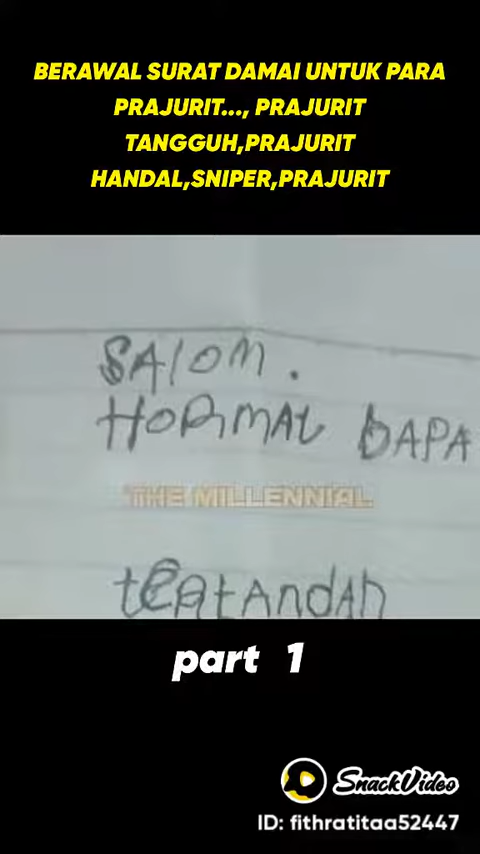 BERAWAL SURAT DAMAI UNTUK PARA
PRAJURIT..., PRAJURIT
TANGGUH,PRAJURIT
HANDAL,SNIPER,PRAJURIT
SALOM.
HORMAL BAPA
THE MILLENNIAL
tERtAndAh
part 1
SnackVideo
ID: fithratitaa52447